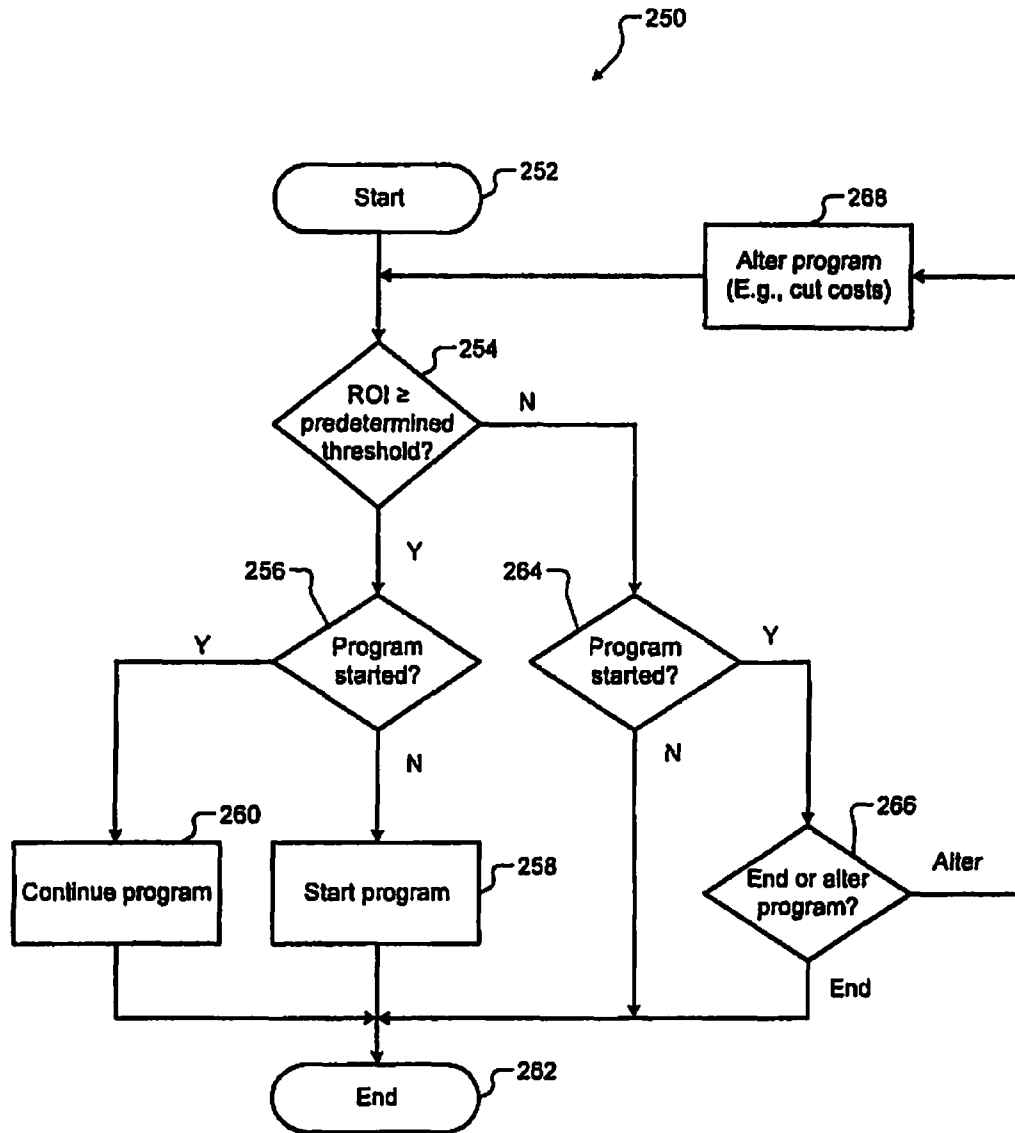 250
Start
252
268
Alter program
(E.g., cut costs)
254
ROI ≥
predetermined
threshold?
N
Y
256
264
Y
Program
started?
Program
started?
Y
N
N
260
266
Continue program
Start program
258
End or alter
program?
Alter
End
End
262